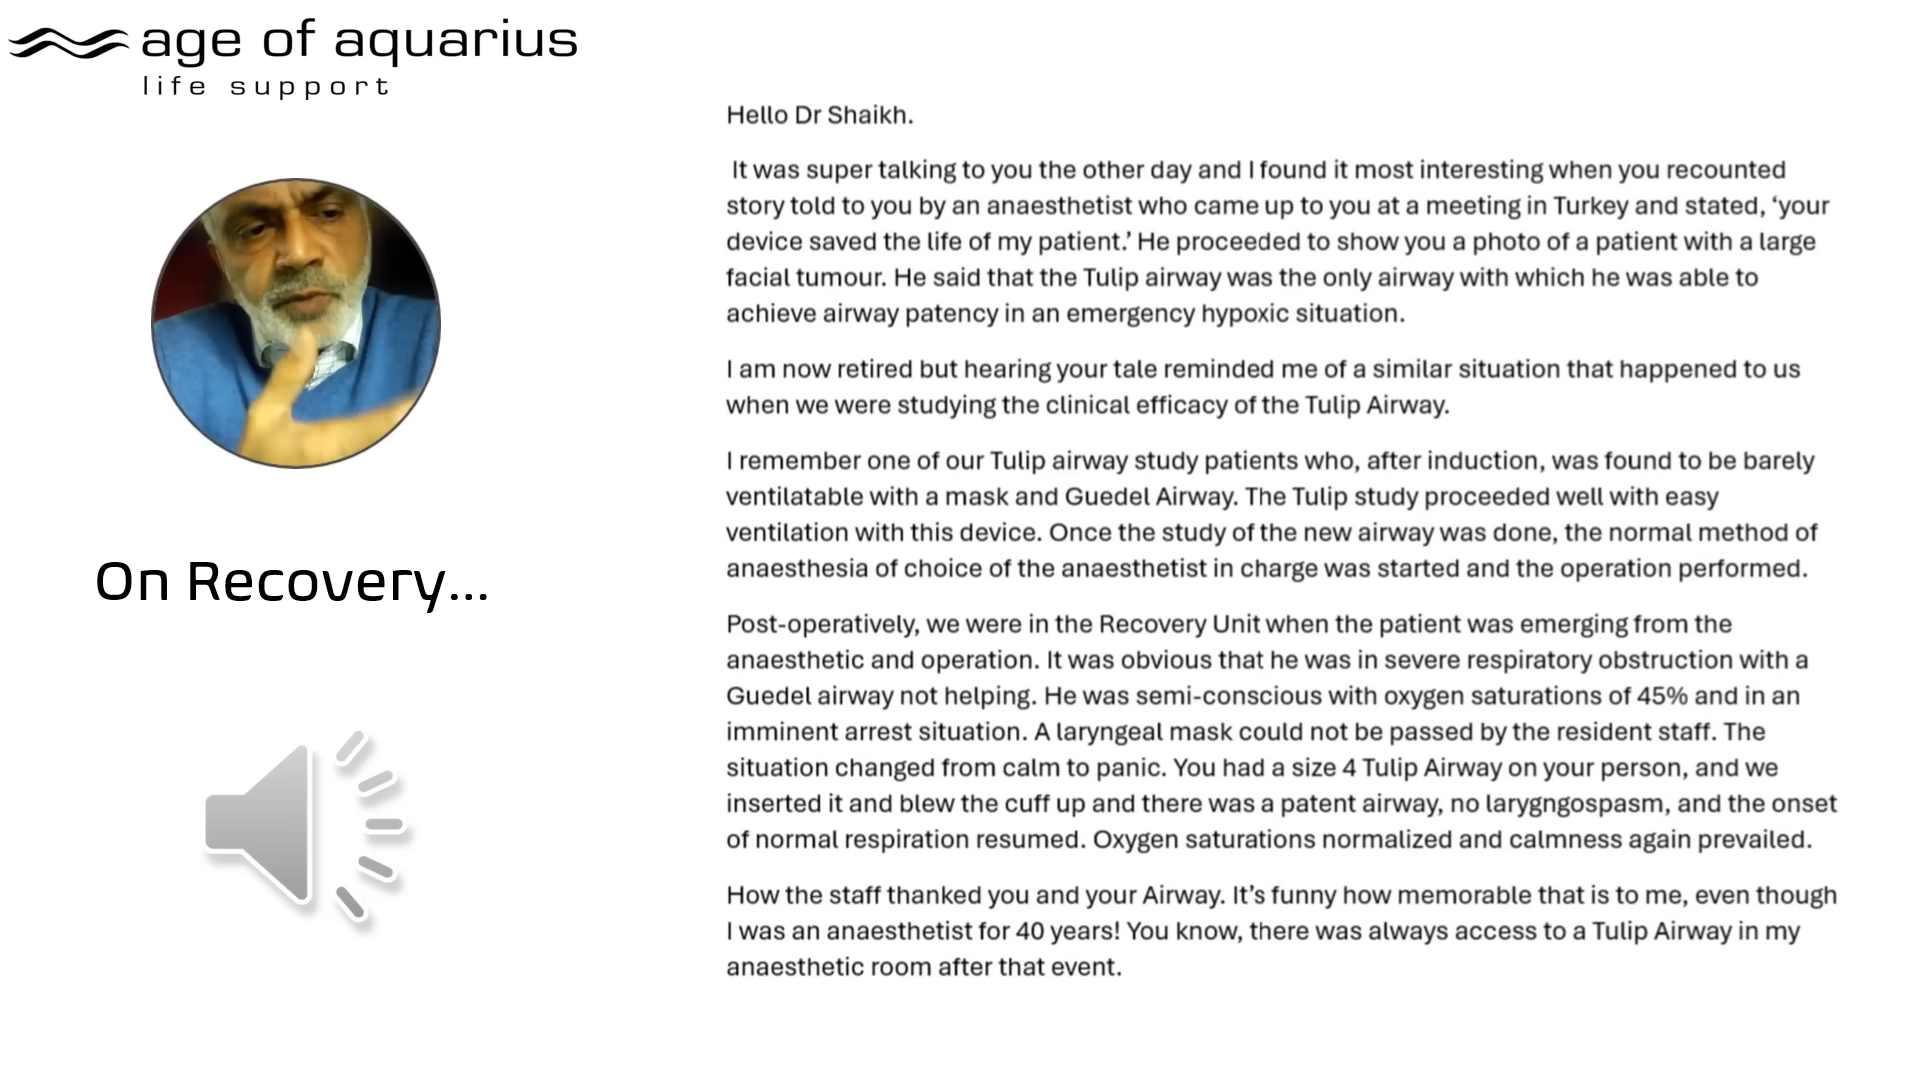 age of aquarius
life support
Hello Dr Shaikh.
It was super talking to you the other day and I found it most interesting when you recounted
story told to you by an anaesthetist who came up to you at a meeting in Turkey and stated, ‘your
device saved the life of my patient.’ He proceeded to show you a photo of a patient with a large
facial tumour. He said that the Tulip airway was the only airway with which he was able to
achieve airway patency in an emergency hypoxic situation.
I am now retired but hearing your tale reminded me of a similar situation that happened to us
when we were studying the clinical efficacy of the Tulip Airway.
I remember one of our Tulip airway study patients who, after induction, was found to be barely
ventilatable with a mask and Guedel Airway. The Tulip study proceeded well with easy
ventilation with this device. Once the study of the new airway was done, the normal method of
anaesthesia of choice of the anaesthetist in charge was started and the operation performed.
Post-operatively, we were in the Recovery Unit when the patient was emerging from the
anaesthetic and operation. It was obvious that he was in severe respiratory obstruction with a
Guedel airway not helping. He was semi-conscious with oxygen saturations of 45% and in an
imminent arrest situation. A laryngeal mask could not be passed by the resident staff. The
situation changed from calm to panic. You had a size 4 Tulip Airway on your person, and we
inserted it and blew the cuff up and there was a patent airway, no larygngospasm, and the onset
of normal respiration resumed. Oxygen saturations normalized and calmness again prevailed.
How the staff thanked you and your Airway. It’s funny how memorable that is to me, even though
I was an anaesthetist for 40 years! You know, there was always access to a Tulip Airway in my
anaesthetic room after that event.
On Recovery...